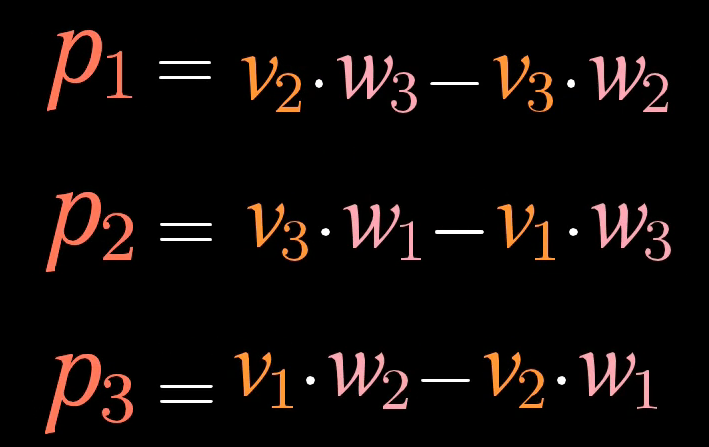 p₁ = v₂ · w₃ − v₃ · w₂
p₂ = v₃ · w₁ − v₁ · w₃
p₃ = v₁ · w₂ − v₂ · w₁